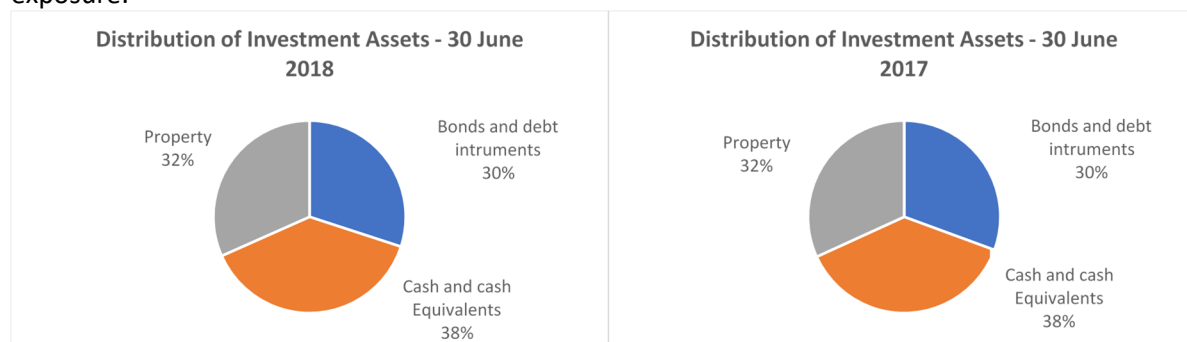 exposure.
Distribution of Investment Assets - 30 June
2018
Property
32%
Bonds and debt
intruments
30%
Cash and cash
Equivalents
38%
Distribution of Investment Assets - 30 June
2017
Property
32%
Bonds and debt
intruments
30%
Cash and cash
Equivalents
38%